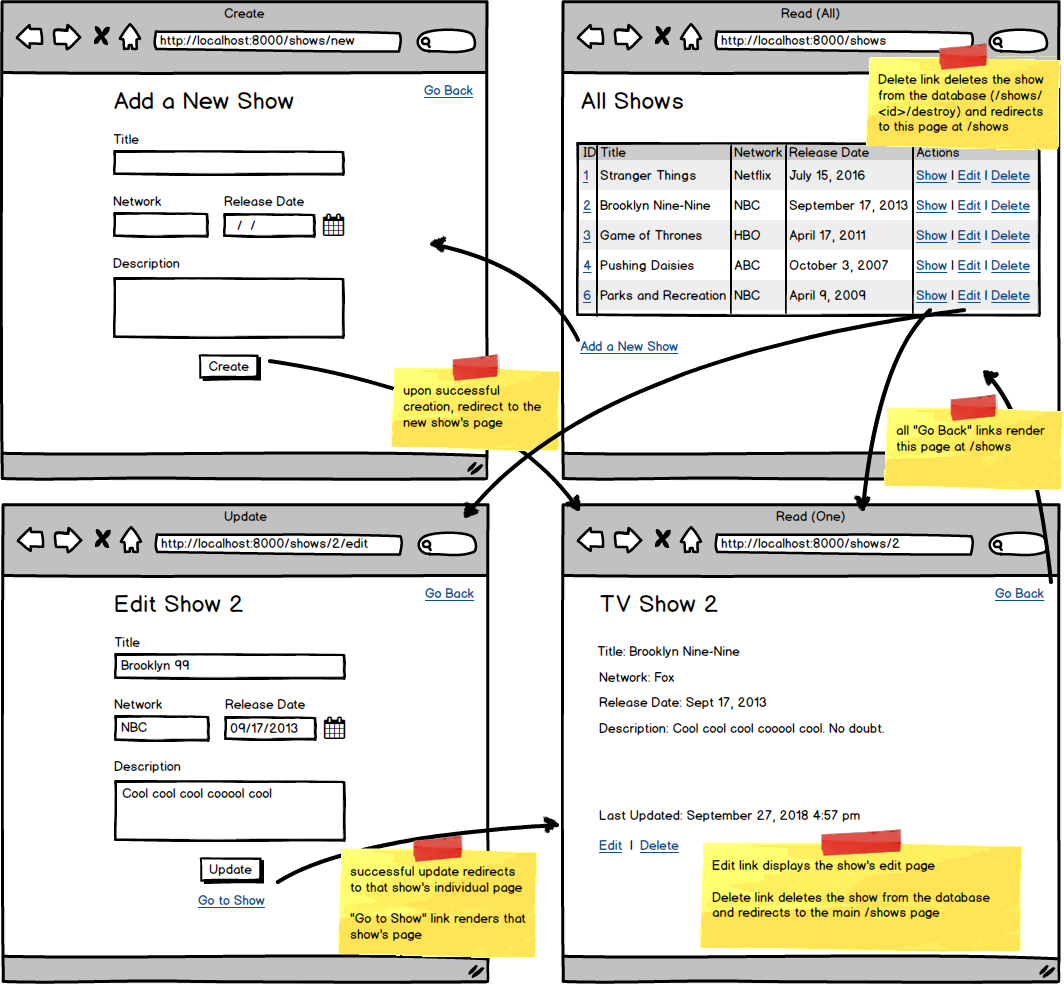 Create
http://localhost:8000/shows/new
Go Back
Add a New Show
Title
Network Release Date
/ /
Description
Create
upon successful
creation, redirect to the
new show's page
Read (All)
http://localhost:8000/shows
Delete link deletes the show
from the database (/shows/
<id>/destroy) and redirects
to this page at /shows
All Shows
ID Title Network Release Date Actions
1 Stranger Things Netflix July 15, 2016 Show | Edit | Delete
2 Brooklyn Nine-Nine NBC September 17, 2013 Show | Edit | Delete
3 Game of Thrones HBO April 17, 2011 Show | Edit | Delete
4 Pushing Daisies ABC October 3, 2007 Show | Edit | Delete
6 Parks and Recreation NBC April 9, 2009 Show | Edit | Delete
Add a New Show
all "Go Back" links render
this page at /shows
Update
http://localhost:8000/shows/2/edit
Go Back
Edit Show 2
Title
Brooklyn 99
Network Release Date
NBC 09/17/2013
Description
Cool cool cool cooool cool
Update
Go to Show
successful update redirects
to that show's individual page
"Go to Show" link renders that
show's page
Read (One)
http://localhost:8000/shows/2
Go Back
TV Show 2
Title: Brooklyn Nine-Nine
Network: Fox
Release Date: Sept 17, 2013
Description: Cool cool cool cooool cool. No doubt.
Last Updated: September 27, 2018 4:57 pm
Edit | Delete
Edit link displays the show's edit page
Delete link deletes the show from the database
and redirects to the main /shows page